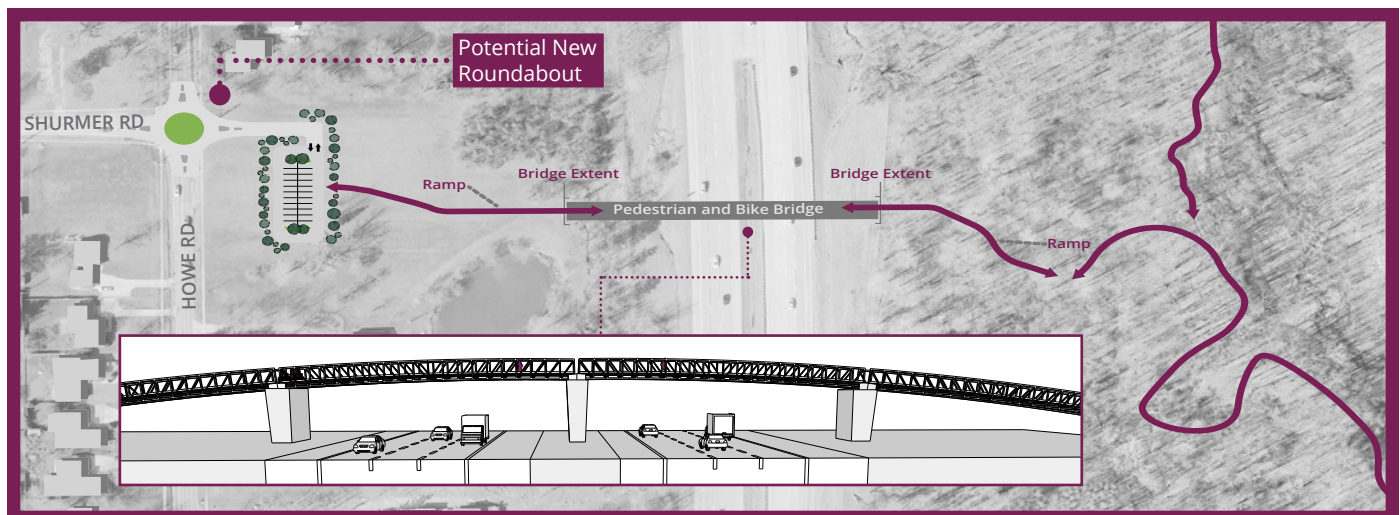 Potential New
Roundabout
SHURMER RD
HOWE RD
Ramp
Bridge Extent
Pedestrian and Bike Bridge
Bridge Extent
Ramp